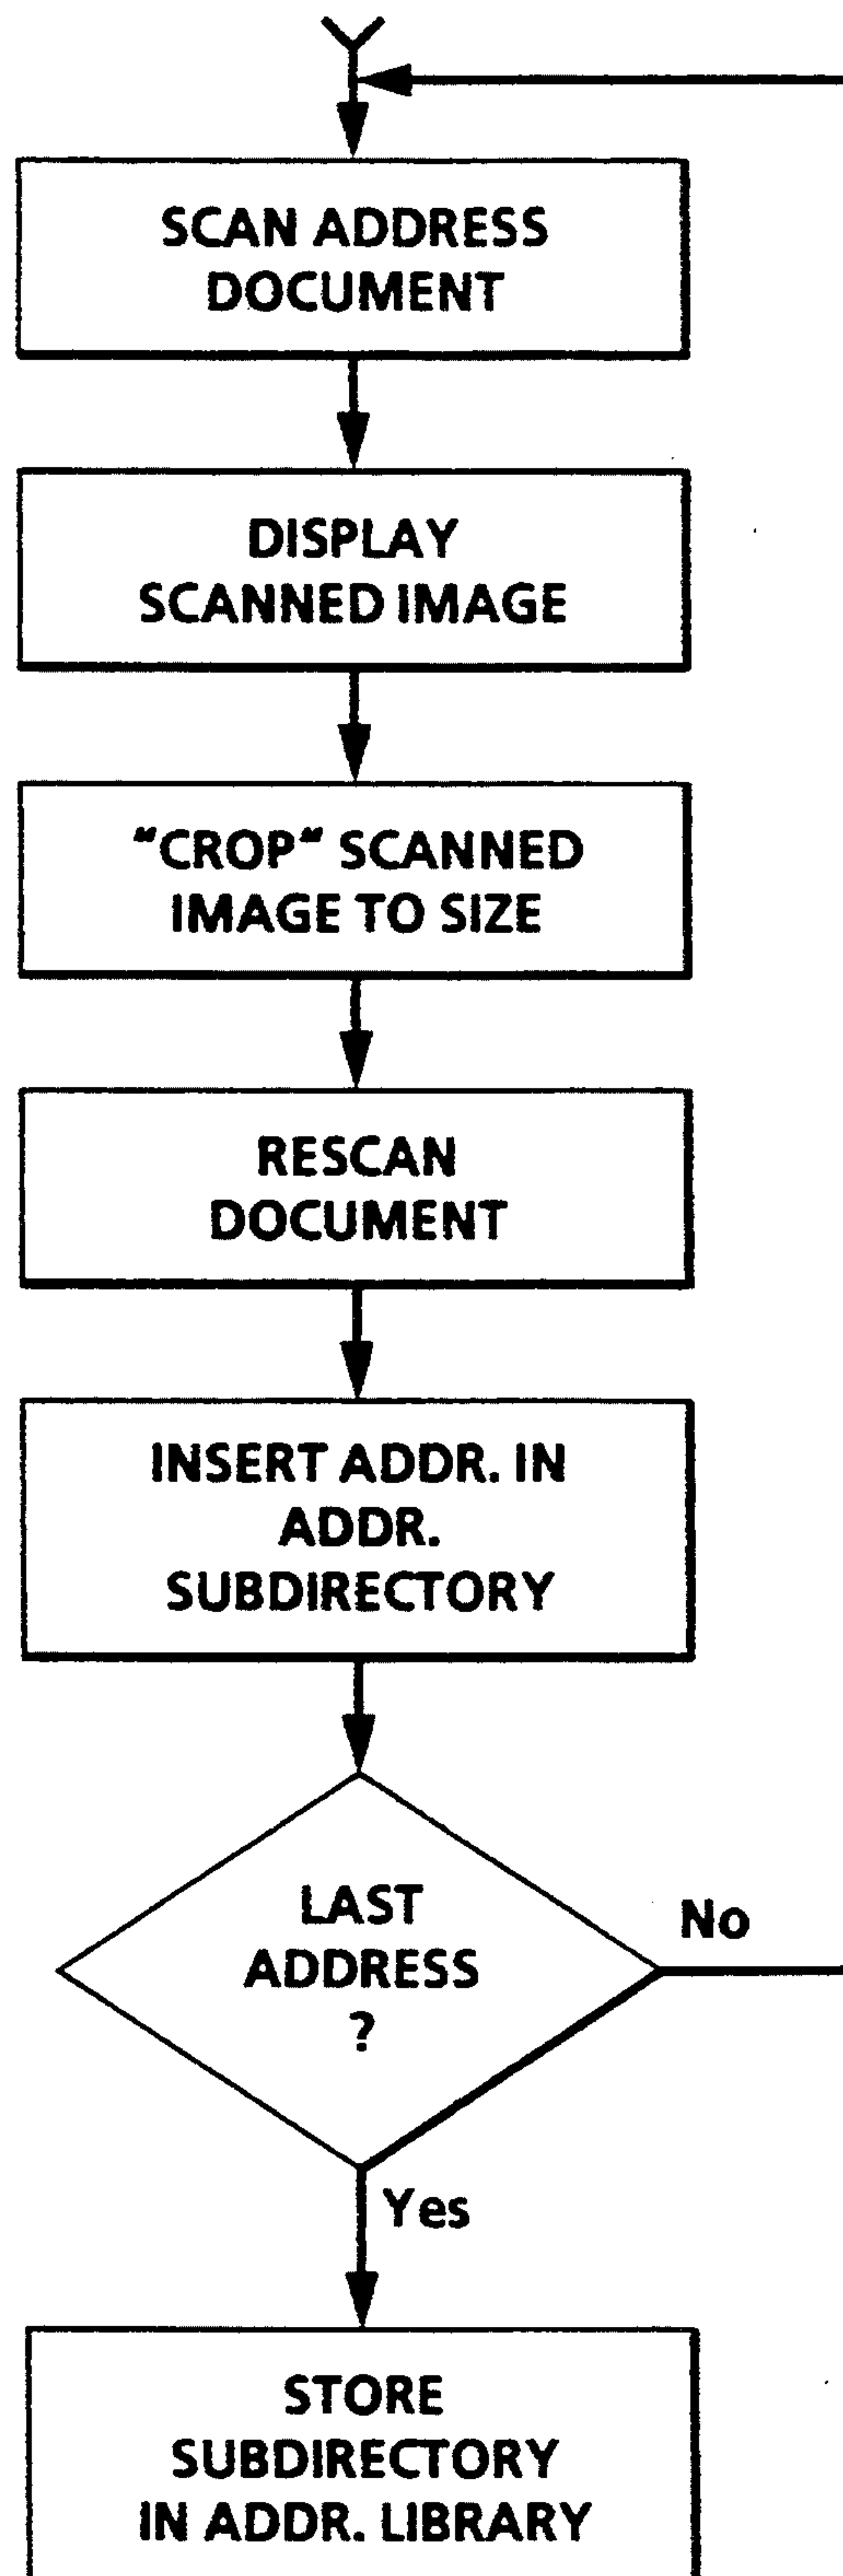 SCAN ADDRESS
DOCUMENT
DISPLAY
SCANNED IMAGE
"CROP" SCANNED
IMAGE TO SIZE
RESCAN
DOCUMENT
INSERT ADDR. IN
ADDR.
SUBDIRECTORY
LAST
ADDRESS
?
No
Yes
STORE
SUBDIRECTORY
IN ADDR. LIBRARY